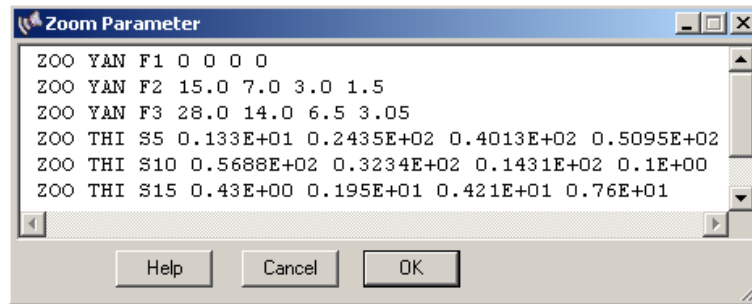 Zoom Parameter
ZOO YAN F1 0 0 0 0
ZOO YAN F2 15.0 7.0 3.0 1.5
ZOO YAN F3 28.0 14.0 6.5 3.05
ZOO THI S5 0.133E+01 0.2435E+02 0.4013E+02 0.5095E+02
ZOO THI S10 0.5688E+02 0.3234E+02 0.1431E+02 0.1E+00
ZOO THI S15 0.43E+00 0.195E+01 0.421E+01 0.76E+01
Help Cancel OK